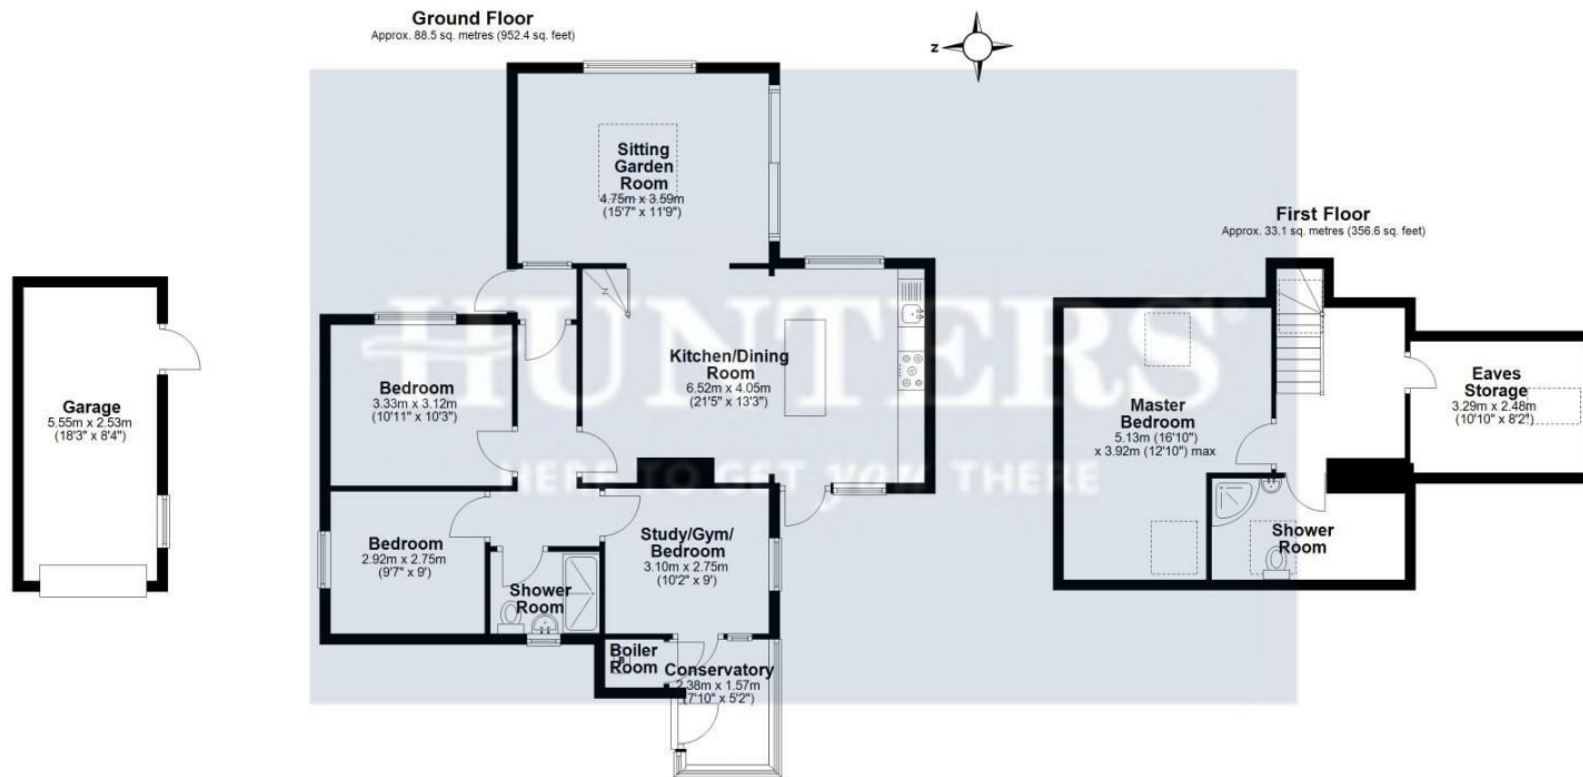 Ground Floor
Approx. 88.5 sq. metres (952.4 sq. feet)
Z
Sitting
Garden
Room
4.75m x 3.59m
(15'7" x 11'9")
First Floor
Approx. 33.1 sq. metres (356.6 sq. feet)
HUNTERS
HERE TO GET you THERE
Garage
5.55m x 2.53m
(18'3" x 8'4")
Bedroom
3.33m x 3.12m
(10'11" x 10'3")
Kitchen/Dining
Room
6.52m x 4.05m
(21'5" x 13'3")
Master
Bedroom
5.13m (16'10")
x 3.92m (12'10") max
Eaves
Storage
3.29m x 2.48m
(10'10" x 8'2")
Bedroom
2.92m x 2.75m
(9'7" x 9')
Study/Gym/
Bedroom
3.10m x 2.75m
(10'2" x 9')
Shower
Room
Shower
Room
Boiler
Room
B
Conservatory
2.38m x 1.57m
(7'10" x 5'2")